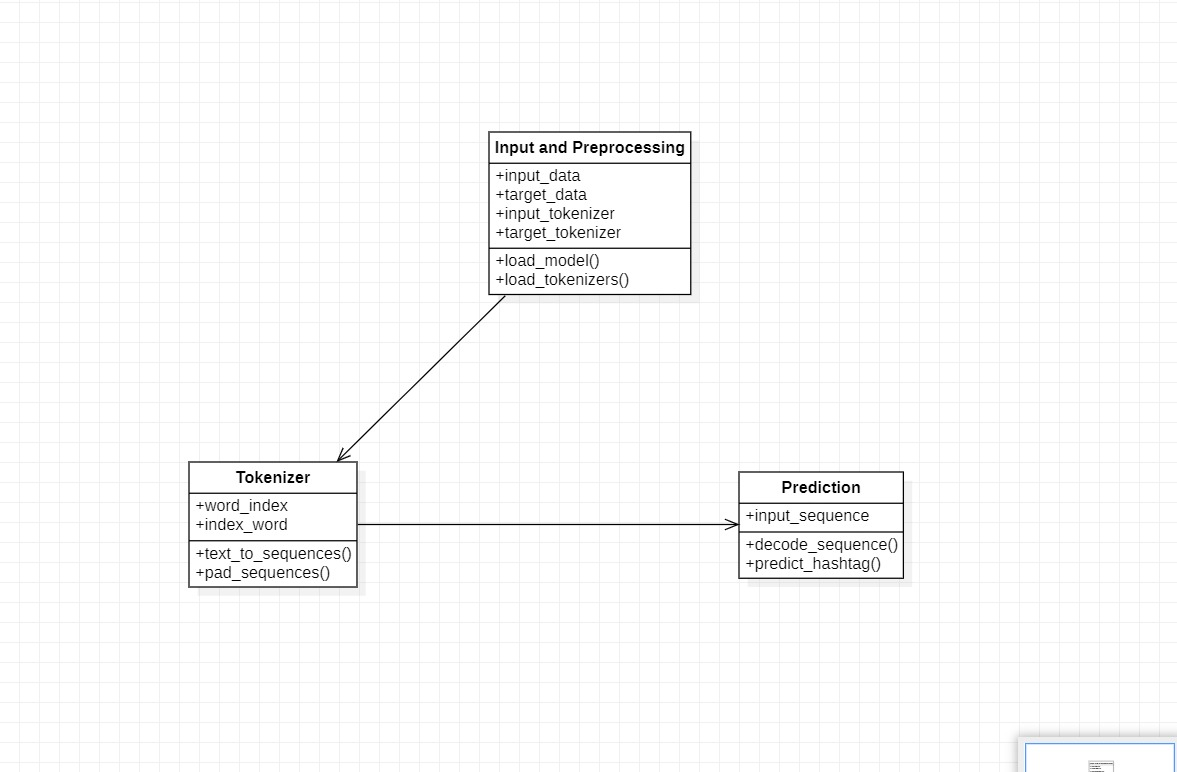 Input and Preprocessing
+input_data
+target_data
+input_tokenizer
+target_tokenizer
+load_model()
+load_tokenizers()
Tokenizer
+word_index
+index_word
+text_to_sequences()
+pad_sequences()
Prediction
+input_sequence
+decode_sequence()
+predict_hashtag()